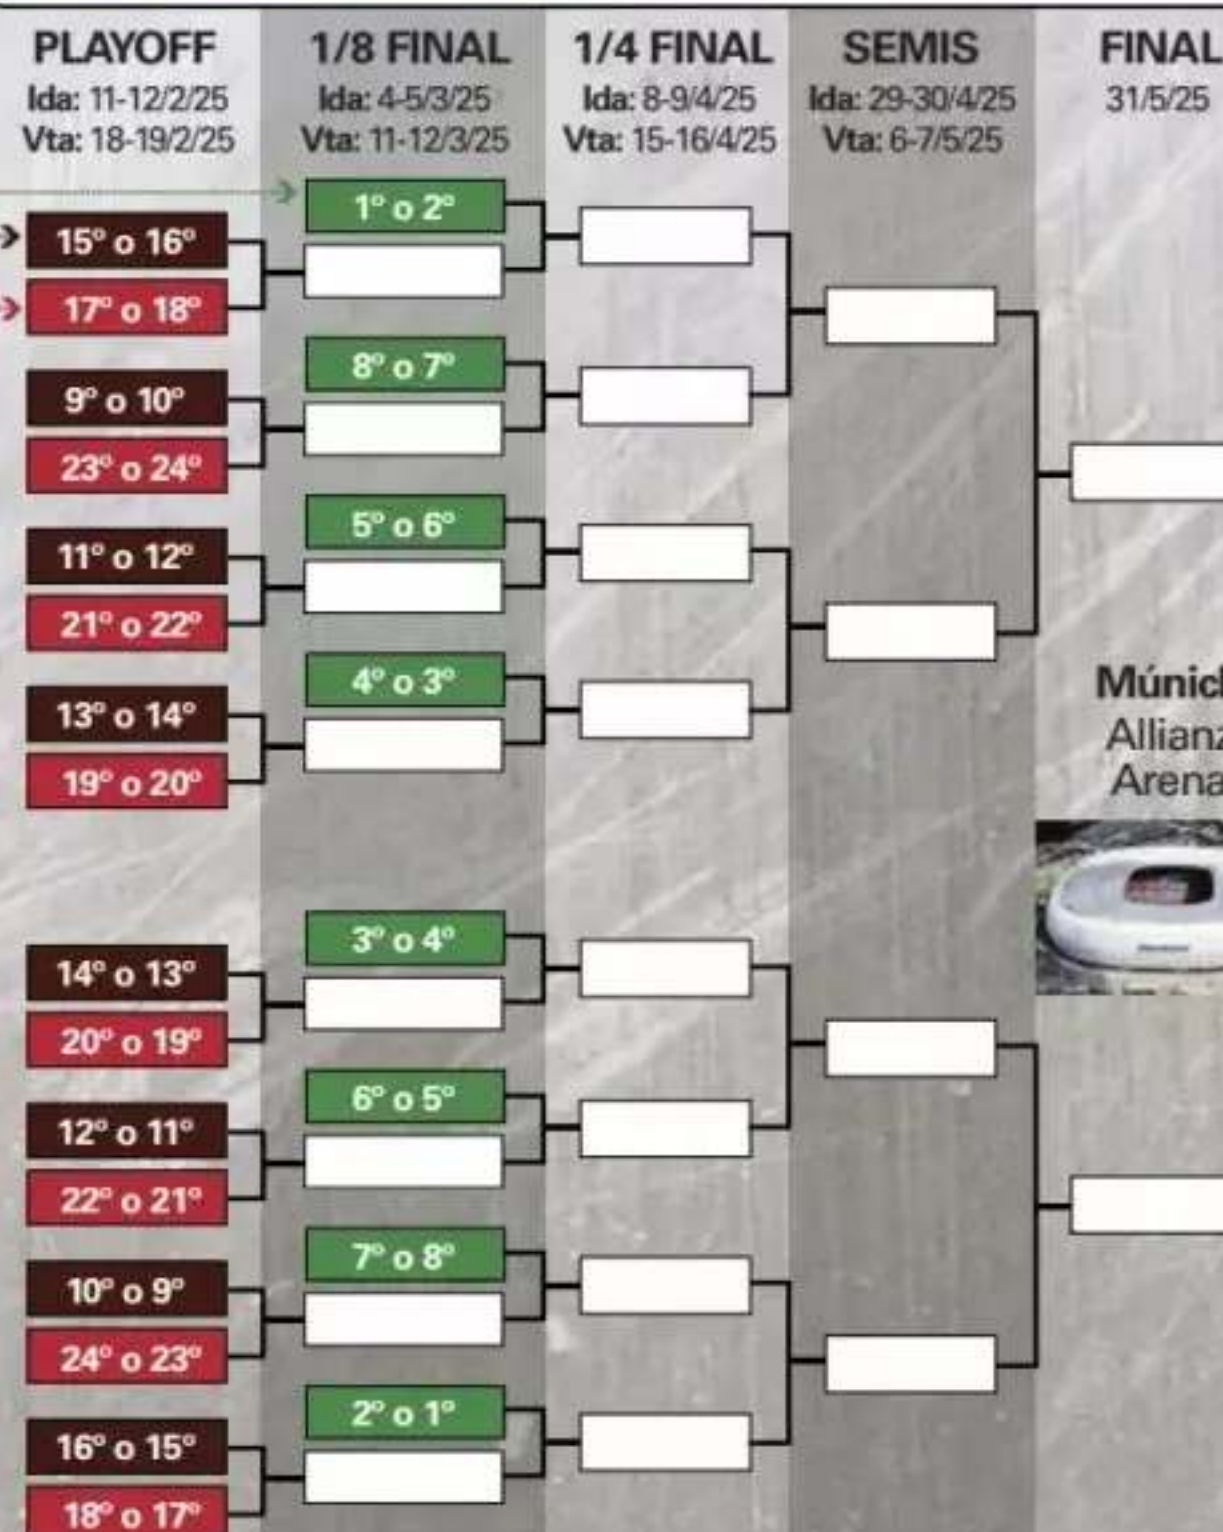 PLAYOFF
Ida: 11-12/2/25
Vta: 18-19/2/25
1/8 FINAL
Ida: 4-5/3/25
Vta: 11-12/3/25
1/4 FINAL
Ida: 8-9/4/25
Vta: 15-16/4/25
SEMIS
Ida: 29-30/4/25
Vta: 6-7/5/25
FINAL
31/5/25
15º o 16º
17º o 18º
9º o 10º
23º o 24º
11º o 12º
21º o 22º
13º o 14º
19º o 20º
14º o 13º
20º o 19º
12º o 11º
22º o 21º
10º o 9º
24º o 23º
16º o 15º
18º o 17º
1º o 2º
8º o 7º
5º o 6º
4º o 3º
3º o 4º
6º o 5º
7º o 8º
2º o 1º
Múnich
Allianz
Arena